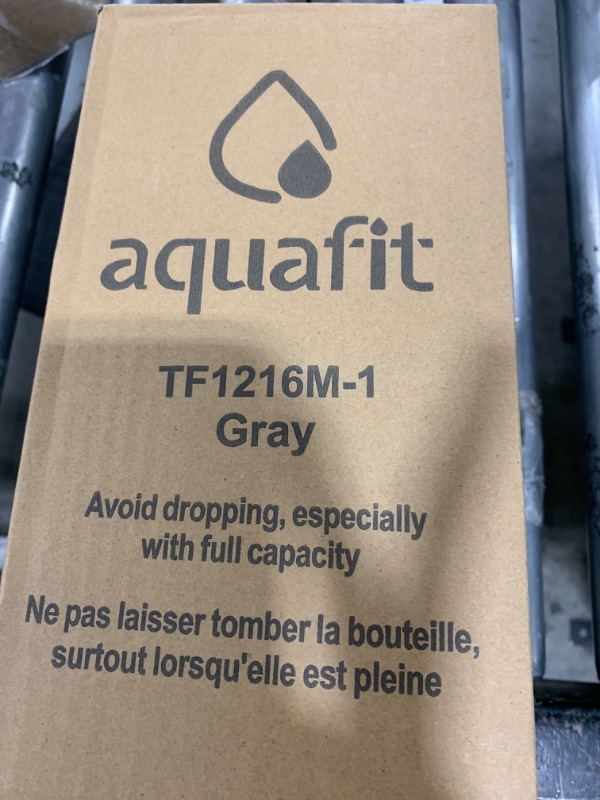 aquafit
TF1216M-1
Gray
Avoid dropping, especially
with full capacity
Ne pas laisser tomber la bouteille,
surtout lorsqu'elle est pleine